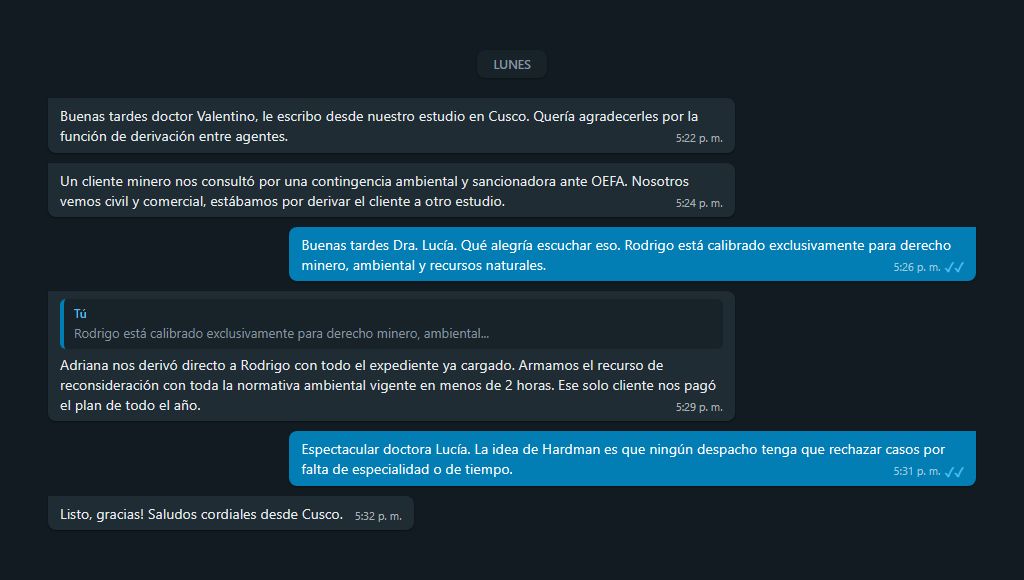 LUNES
Buenas tardes doctor Valentino, le escribo desde nuestro estudio en Cusco. Quería agradecerles por la
función de derivación entre agentes.
5:22 p. m.
Un cliente minero nos consultó por una contingencia ambiental y sancionadora ante OEFA. Nosotros
vemos civil y comercial, estábamos por derivar el cliente a otro estudio.
5:24 p. m.
Buenas tardes Dra. Lucía. Qué alegría escuchar eso. Rodrigo está calibrado exclusivamente para derecho
minero, ambiental y recursos naturales.
5:26 p. m.
Tú
Rodrigo está calibrado exclusivamente para derecho minero, ambiental...
Adriana nos derivó directo a Rodrigo con todo el expediente ya cargado. Armamos el recurso de
reconsideración con toda la normativa ambiental vigente en menos de 2 horas. Ese solo cliente nos pagó
el plan de todo el año.
5:29 p. m.
Espectacular doctora Lucía. La idea de Hardman es que ningún despacho tenga que rechazar casos por
falta de especialidad o de tiempo.
5:31 p. m.
Listo, gracias! Saludos cordiales desde Cusco.
5:32 p. m.